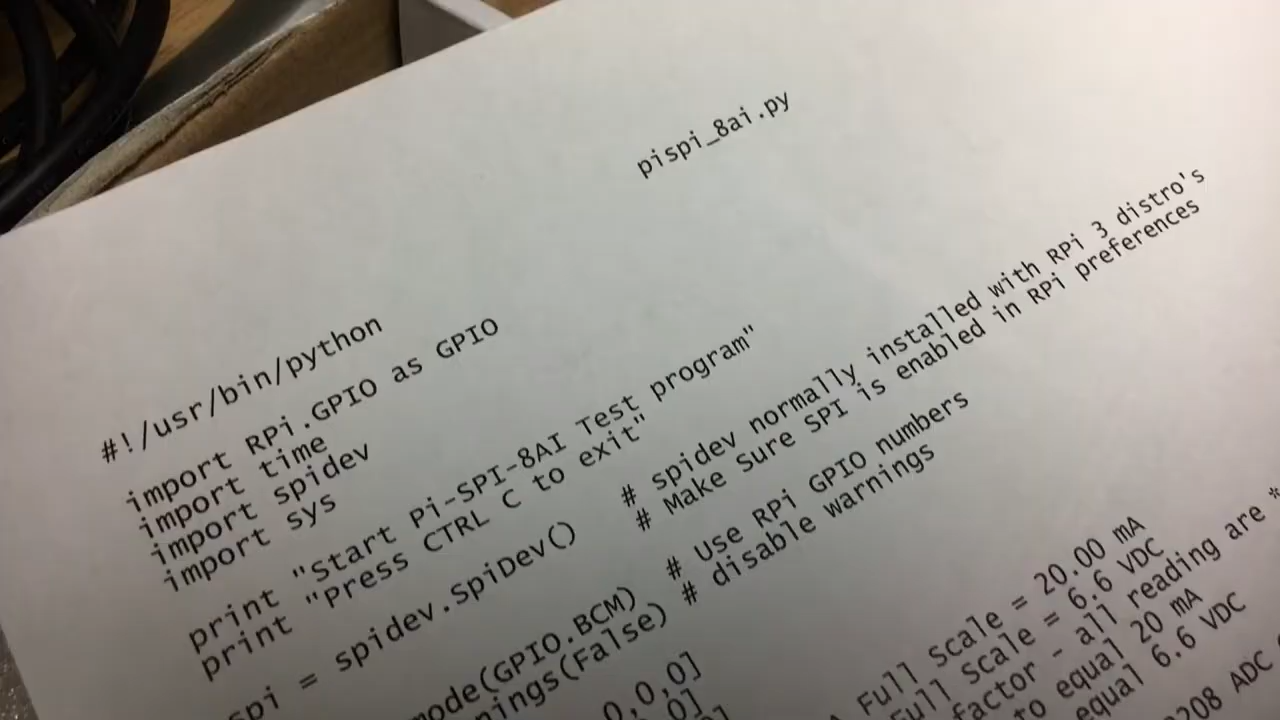 pispi_8ai.py
#!/usr/bin/python
import RPi.GPIO as GPIO
import time
import spidev
import sys
print "Start Pi-SPI-8AI Test program"
print "Press CTRL C to exit"
spi = spidev.SpiDev() # spidev normally installed with RPi 3 distro's
# Make Sure SPI is enabled in RPi preferences
mode(GPIO.BCM) # Use RPi GPIO numbers
nings(False) # disable warnings
0,0,0] Full Scale = 20.00 mA
0] Full Scale = 6.6 VDC
factor - all reading are *
to equal 20 mA
equal 6.6 VDC
208 ADC